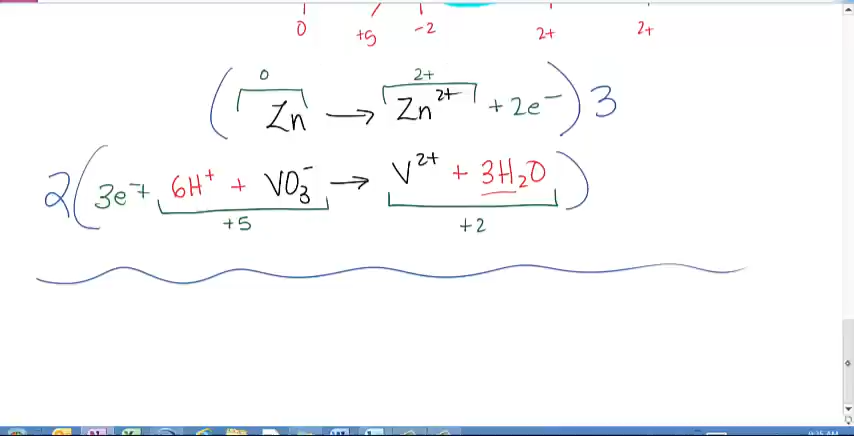 0 +5 -2 2+ 2+
0 2+
( Zn → Zn²⁺ + 2e⁻ ) 3
2( 3e⁻ + 6H⁺ + VO₃⁻ → V²⁺ + 3H₂O )
+5 +2